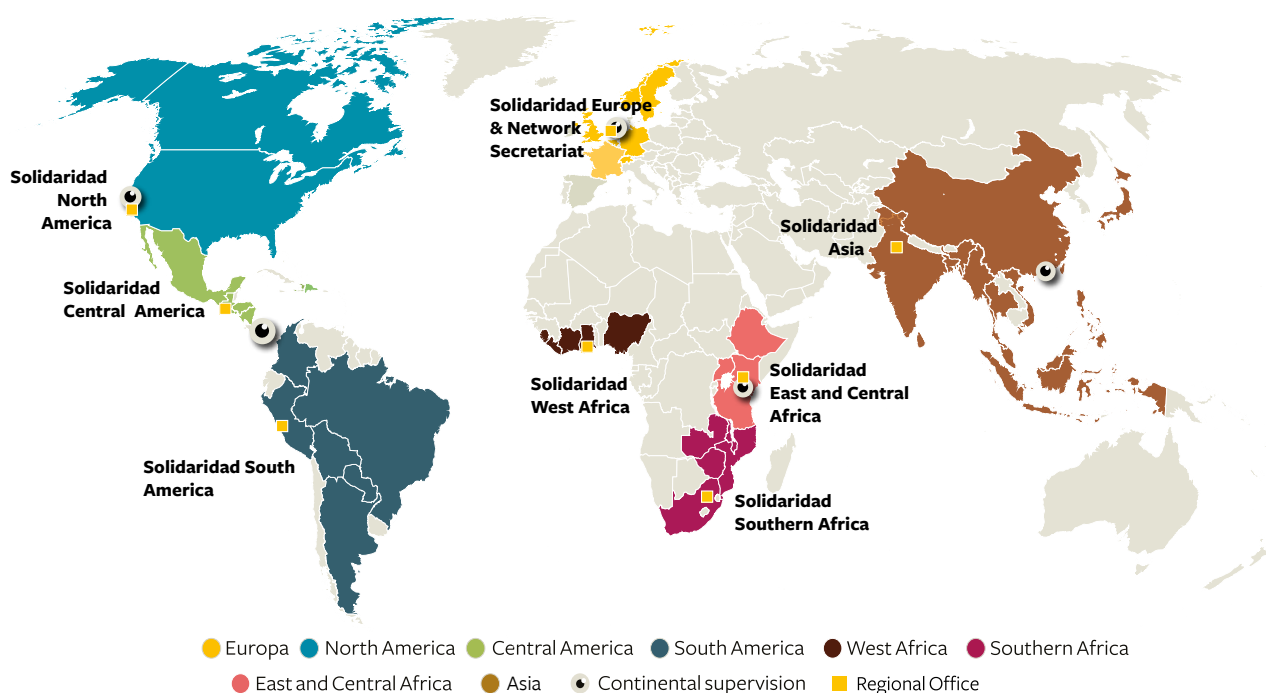 Solidaridad Europe
& Network
Secretariat
Solidaridad
North
America
Solidaridad
Asia
Solidaridad
Central America
Solidaridad
West Africa
Solidaridad
East and Central
Africa
Solidaridad South
America
Solidaridad
Southern Africa
Europa North America Central America South America West Africa Southern Africa
East and Central Africa Asia Continental supervision Regional Office